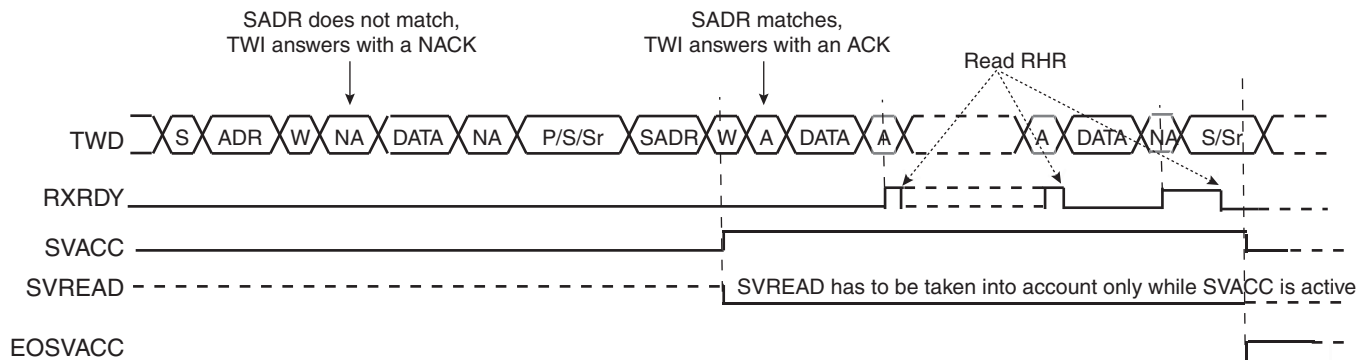 SADR does not match,
TWI answers with a NACK
SADR matches,
TWI answers with an ACK
Read RHR
TWD S ADR W NA DATA NA P/S/Sr SADR W A DATA A A DATA NA S/Sr
RXRDY
SVACC
SVREAD SVREAD has to be taken into account only while SVACC is active
EOSVACC